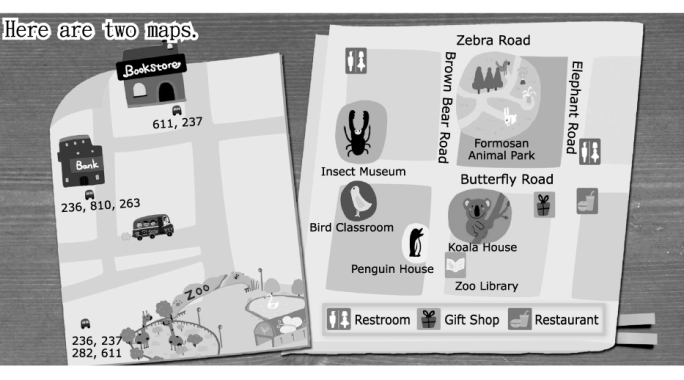 Here are two maps.
Bookstore
611, 237
Bank
236, 810, 263
Zoo
236, 237
282, 611
Zebra Road
Brown Bear Road
Elephant Road
Formosan
Animal Park
Insect Museum
Butterfly Road
Bird Classroom
Koala House
Penguin House
Zoo Library
Restroom
Gift Shop
Restaurant